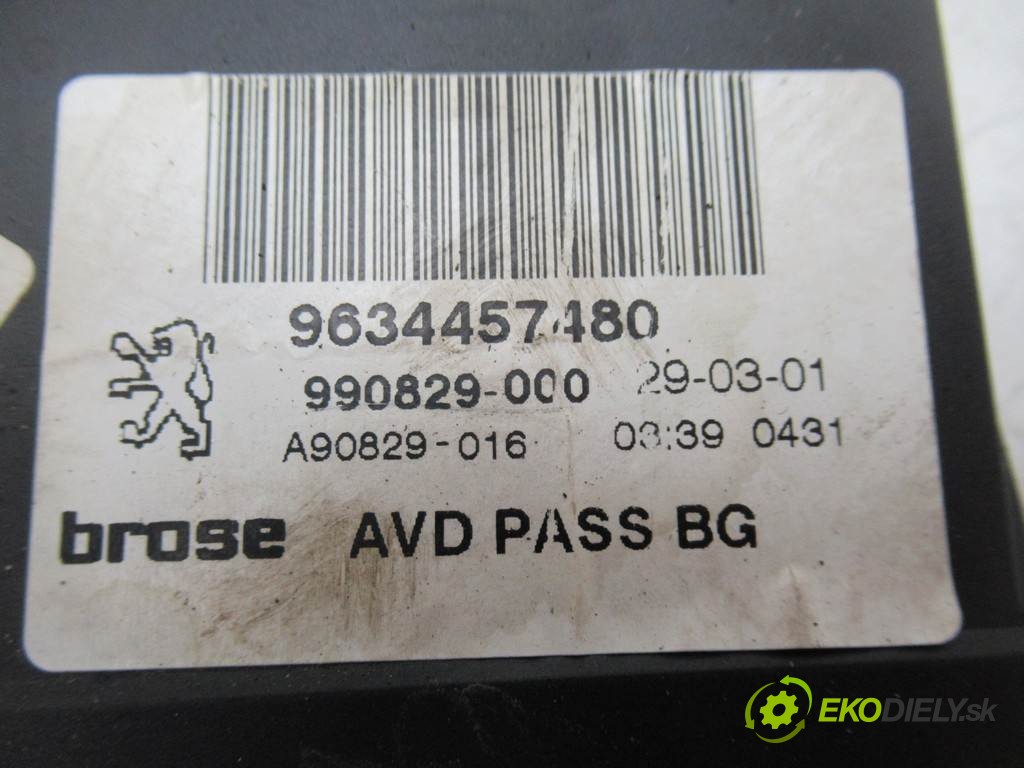 9634457480
990829-000 29-03-01
A90829-016 03:39 0431
brose AVD PASS BG
EKODIELY.sk